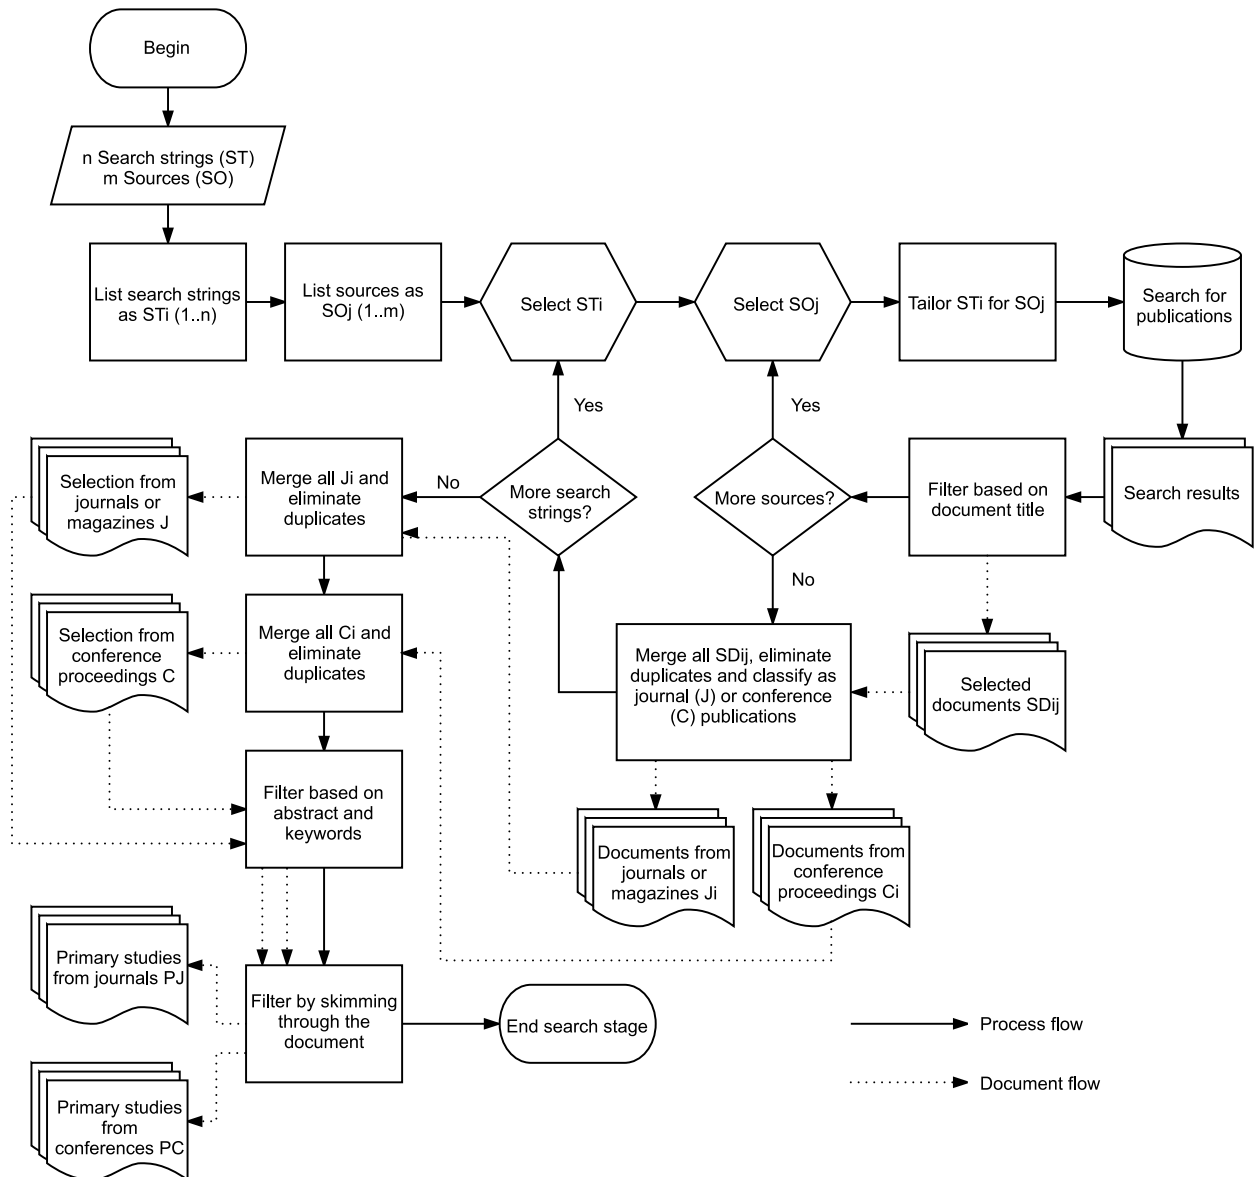 Begin
n Search strings (ST)
m Sources (SO)
List search strings
as STi (1..n)
List sources as
SOj (1..m)
Select STi
Select SOj
Tailor STi for SOj
Search for
publications
Yes
Yes
Selection from
journals or
magazines J
Merge all Ji and
eliminate
duplicates
No
More search
strings?
More sources?
Filter based on
document title
Search results
No
Selection from
conference
proceedings C
Merge all Ci and
eliminate
duplicates
Merge all SDij, eliminate
duplicates and classify as
journal (J) or conference
(C) publications
Selected
documents SDij
Filter based on
abstract and
keywords
Documents from
journals or
magazines Ji
Documents from
conference
proceedings Ci
Primary studies
from journals PJ
Filter by skimming
through the
document
End search stage
Process flow
Document flow
Primary studies
from
conferences PC